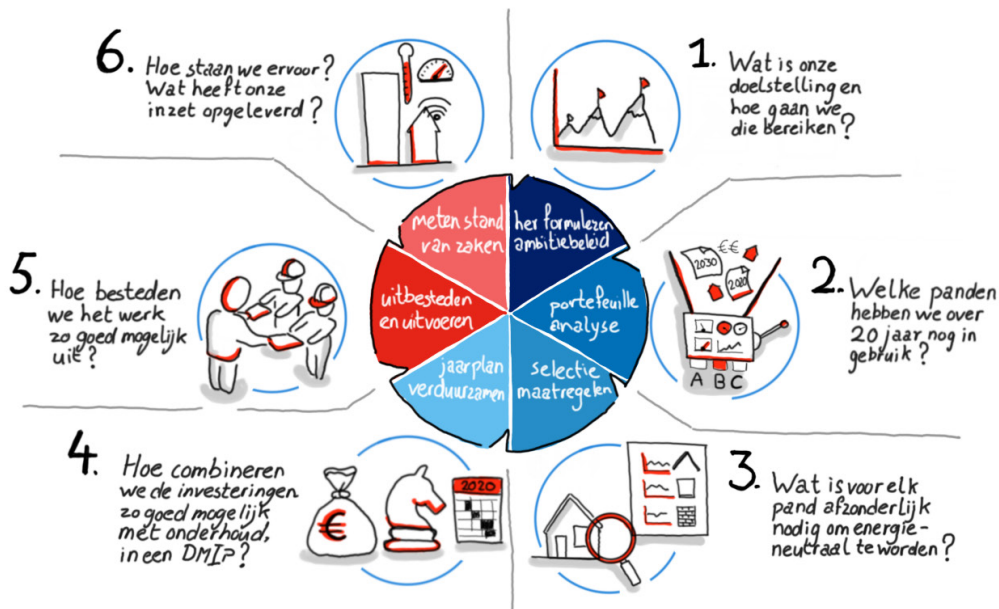 1.
Wat is onze
doelstelling en
hoe gaan we
die bereiken?
her formuleren
ambitiebeleid
2.
Welke panden
hebben we over
20 jaar nog in
gebruik?
2030
€€
2020
A B C
portefeuille
analyse
3.
Wat is voor elk
pand afzonderlijk
nodig om energie-
neutraal te worden?
selectie
maatregelen
4.
Hoe combineren
we de investeringen
zo goed mogelijk
met onderhoud,
in een DMIP?
€
2020
jaarplan
verduurzamen
5.
Hoe besteden
we het werk
zo goed mogelijk
uit?
uitbesteden
en uitvoeren
6.
Hoe staan we ervoor?
Wat heeft onze
inzet opgeleverd?
meten stand
van zaken